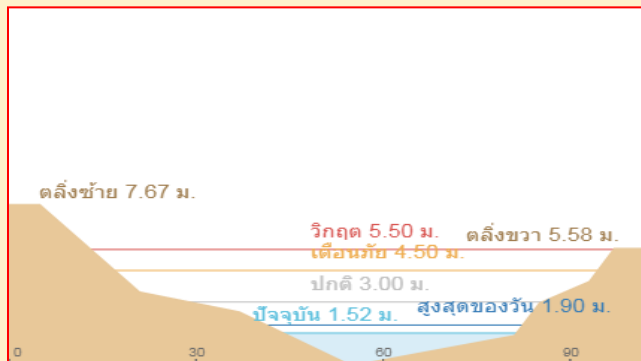 ตลิ่งซ้าย 7.67 ม.
วิกฤต 5.50 ม.
ตลิ่งขวา 5.58 ม.
เตือนภัย 4.50 ม.
ปกติ 3.00 ม.
ปัจจุบัน 1.52 ม.
สูงสุดของวัน 1.90 ม.
0 30 60 90